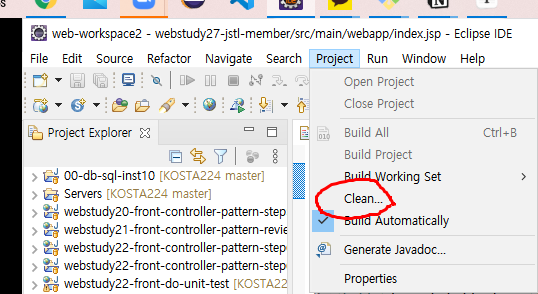 web-workspace2 - webstudy27-jstl-member/src/main/webapp/index.jsp - Eclipse IDE
File Edit Source Refactor Navigate Search Project Run Window Help
Open Project
Close Project
Build All Ctrl+B
Build Project
Build Working Set
Clean...
Build Automatically
Generate Javadoc...
Properties
Project Explorer
00-db-sql-inst10 [KOSTA224 master]
Servers [KOSTA224 master]
webstudy20-front-controller-pattern-step
webstudy21-front-controller-pattern-revie
webstudy22-front-controller-pattern-step
webstudy22-front-controller-pattern-step
webstudy22-front-do-unit-test [KOSTA22